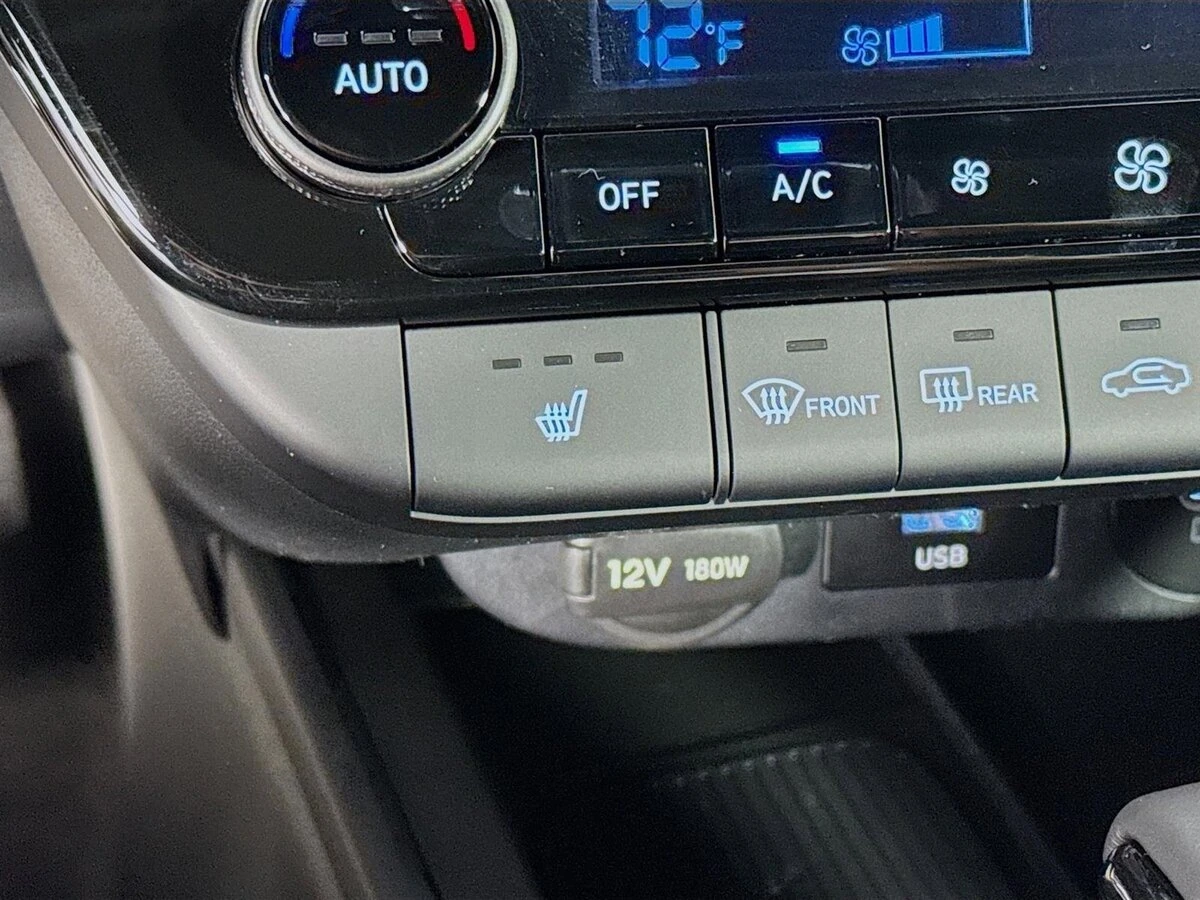 72°F
AUTO
OFF
A/C
FRONT
REAR
12V 180W
USB